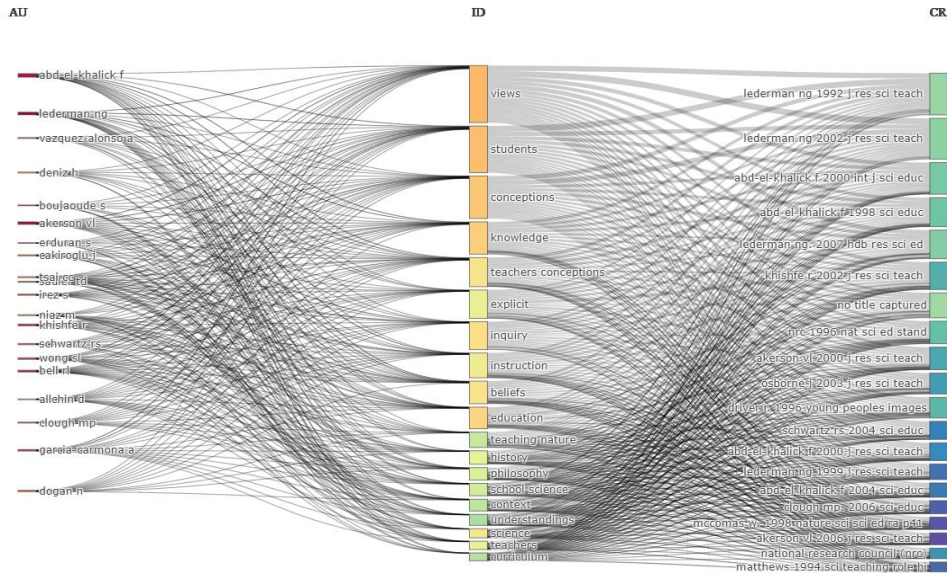 AU
ID
CR
abd-el-khalick f
lederman ng
vazquez-alonso a
deniz h
boujaoude s
akerson vl
erduran s
cakiroglu j
sadler td
irez s
niaz m
khishfe r
schwartz rs
wong sl
bell rl
allchin d
clough mp
garcia-carmona a
dogan n
views
students
conceptions
knowledge
teachers conceptions
explicit
inquiry
instruction
beliefs
education
teaching nature
history
philosophy
school science
context
understandings
science
teachers
curriculum
lederman ng 1992 j res sci teach
lederman ng 2002 j res sci teach
abd-el-khalick f 2000 int j sci educ
abd-el-khalick f 1998 sci educ
lederman ng. 2007 hdb res sci ed
khishfe r 2002 j res sci teach
no title captured
nrc 1996 nat sci ed stand
akerson vl 2000 j res sci teach
osborne j 2003 j res sci teach
driver r. 1996 young peoples images
schwartz rs 2004 sci educ
abd-el-khalick f 2000 j res sci teach
lederman ng 1999 j res sci teach
abd-el-khalick f 2004 sci educ
clough mp. 2006 sci educ
mccomas w. 1998 nature sci sci ed ra p41
akerson vl 2006 j res sci teach
national research council (nrc)
matthews 1994 sci teaching role hi